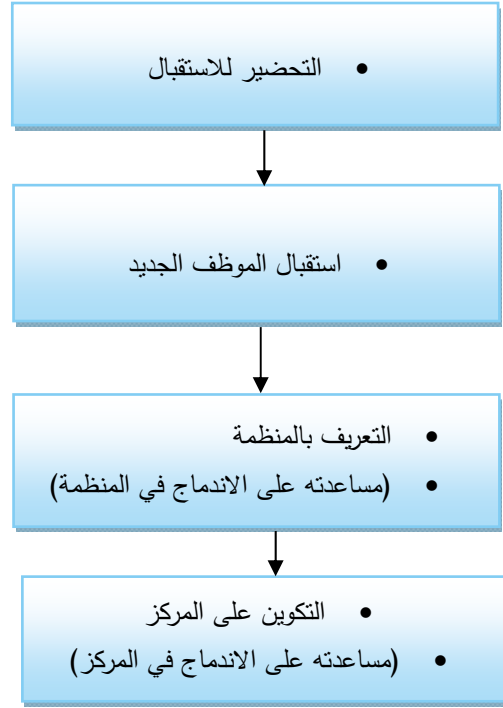 • التحضير للاستقبال
• استقبال الموظف الجديد
• التعريف بالمنظمة
• (مساعدته على الاندماج في المنظمة)
• التكوين على المركز
• (مساعدته على الاندماج في المركز)